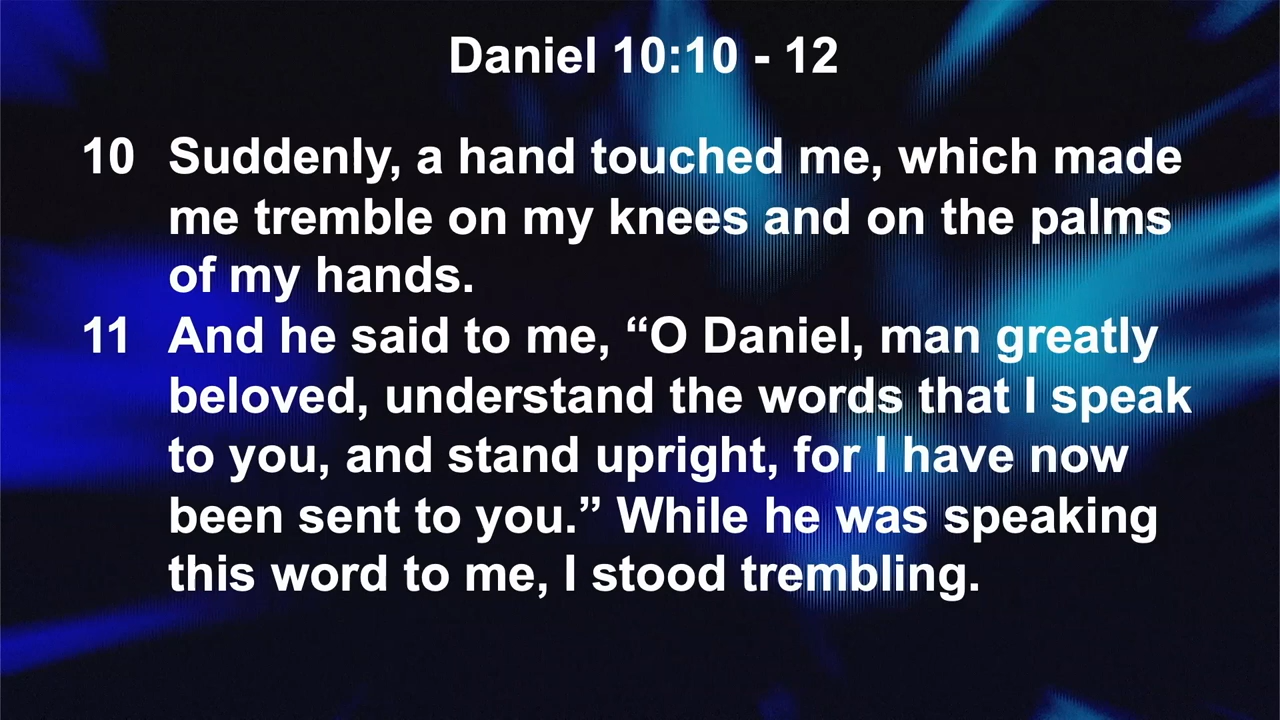 Daniel 10:10 - 12
10 Suddenly, a hand touched me, which made
me tremble on my knees and on the palms
of my hands.
11 And he said to me, “O Daniel, man greatly
beloved, understand the words that I speak
to you, and stand upright, for I have now
been sent to you.” While he was speaking
this word to me, I stood trembling.